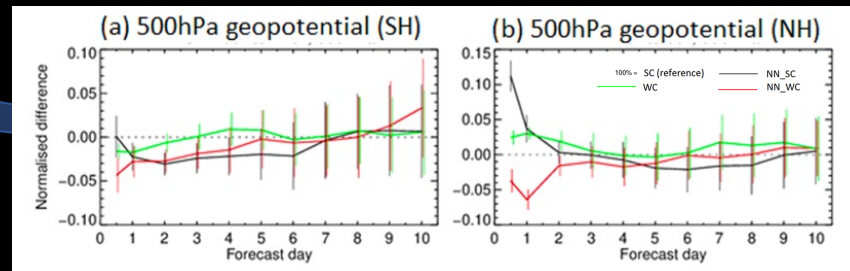 (a) 500hPa geopotential (SH)
Normalised difference
0.10
0.05
0.00
−0.05
−0.10
0 1 2 3 4 5 6 7 8 9 10
Forecast day
(b) 500hPa geopotential (NH)
100% = SC (reference)
NN_SC
WC
NN_WC
0.15
0.10
0.05
0.00
−0.05
−0.10
0 1 2 3 4 5 6 7 8 9 10
Forecast day